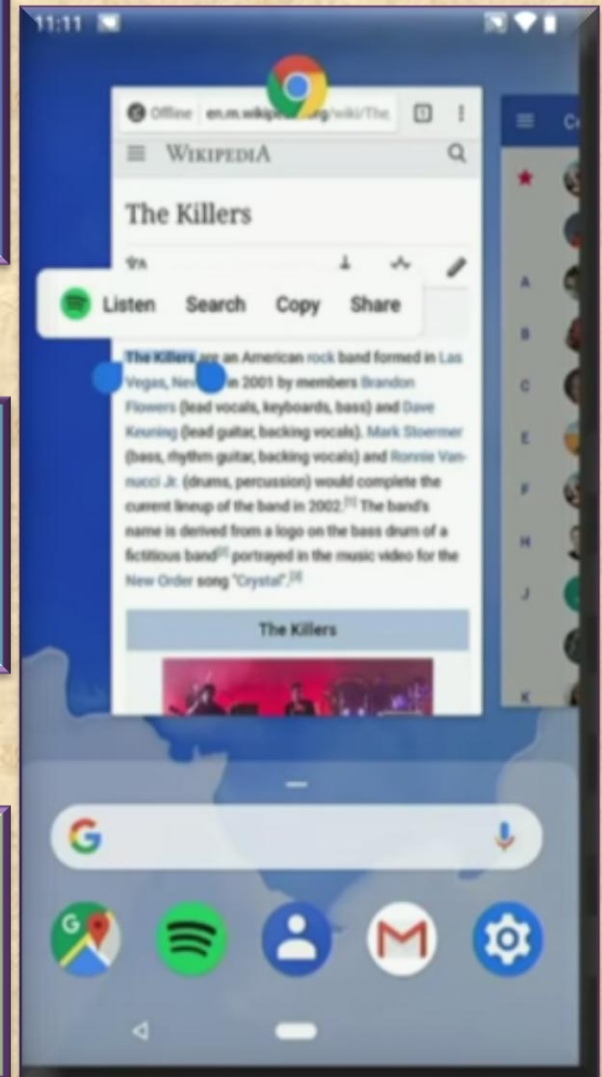 11:11
Offline en.m.wikipedia.org/wiki/The
WIKIPEDIA
The Killers
Listen Search Copy Share
The Killers are an American rock band formed in Las
Vegas, in 2001 by members Brandon
Flowers (lead vocals, keyboards, bass) and Dave
Keuning (lead guitar, backing vocals). Mark Stoermer
(bass, rhythm guitar, backing vocals) and Ronnie Van-
nucci Jr. (drums, percussion) would complete the
current lineup of the band in 2002.[1] The band's
name is derived from a logo on the bass drum of a
fictitious band[2] portrayed in the music video for the
New Order song "Crystal".[3]
The Killers
A
B
C
E
F
H
J
K